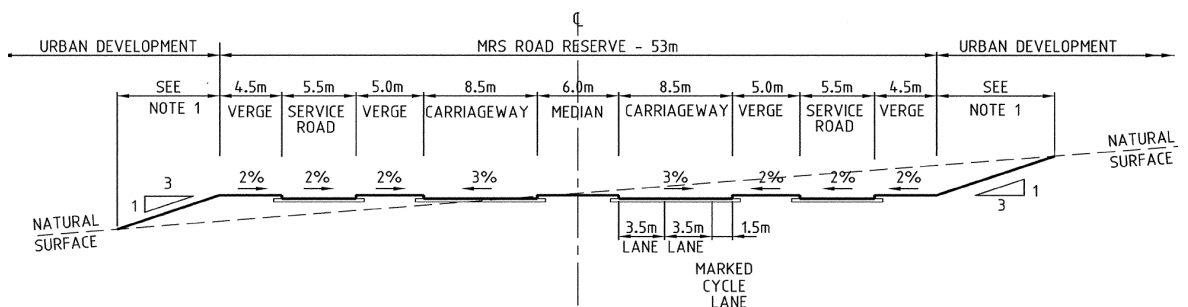 ℄
URBAN DEVELOPMENT
MRS ROAD RESERVE - 53m
URBAN DEVELOPMENT
SEE
NOTE 1
4.5m
VERGE
5.5m
SERVICE
ROAD
5.0m
VERGE
8.5m
CARRIAGEWAY
6.0m
MEDIAN
8.5m
CARRIAGEWAY
5.0m
VERGE
5.5m
SERVICE
ROAD
4.5m
VERGE
SEE
NOTE 1
NATURAL
SURFACE
3
1
2%
2%
2%
3%
3%
2%
2%
2%
1
3
NATURAL
SURFACE
3.5m
LANE
3.5m
LANE
1.5m
MARKED
CYCLE
LANE